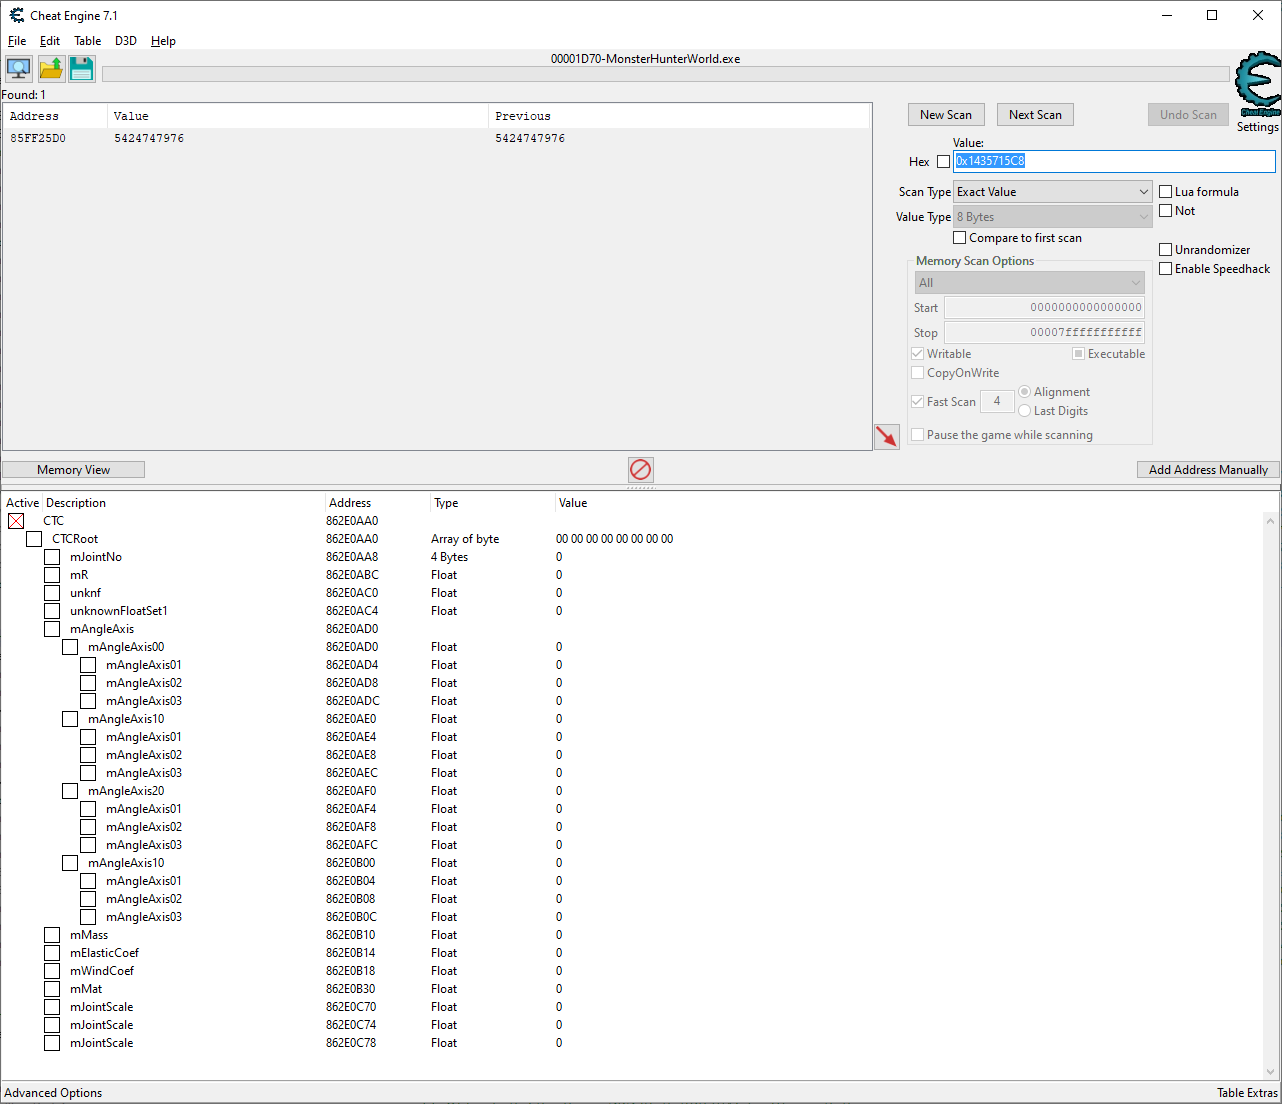 Cheat Engine 7.1
File Edit Table D3D Help
00001D70-MonsterHunterWorld.exe
Found: 1
Address Value Previous
85FF25D0 5424747976 5424747976
New Scan Next Scan Undo Scan
Cheat Engine
Settings
Value:
Hex 0x1435715C8
Scan Type Exact Value Lua formula
Value Type 8 Bytes Not
Compare to first scan
Unrandomizer
Enable Speedhack
Memory Scan Options
All
Start 0000000000000000
Stop 00007fffffffffff
Writable Executable
CopyOnWrite
Fast Scan 4 Alignment
Last Digits
Pause the game while scanning
Memory View Add Address Manually
Active Description Address Type Value
CTC 862E0AA0
CTCRoot 862E0AA0 Array of byte 00 00 00 00 00 00 00 00
mJointNo 862E0AA8 4 Bytes 0
mR 862E0ABC Float 0
unknf 862E0AC0 Float 0
unknownFloatSet1 862E0AC4 Float 0
mAngleAxis 862E0AD0
mAngleAxis00 862E0AD0 Float 0
mAngleAxis01 862E0AD4 Float 0
mAngleAxis02 862E0AD8 Float 0
mAngleAxis03 862E0ADC Float 0
mAngleAxis10 862E0AE0 Float 0
mAngleAxis01 862E0AE4 Float 0
mAngleAxis02 862E0AE8 Float 0
mAngleAxis03 862E0AEC Float 0
mAngleAxis20 862E0AF0 Float 0
mAngleAxis01 862E0AF4 Float 0
mAngleAxis02 862E0AF8 Float 0
mAngleAxis03 862E0AFC Float 0
mAngleAxis10 862E0B00 Float 0
mAngleAxis01 862E0B04 Float 0
mAngleAxis02 862E0B08 Float 0
mAngleAxis03 862E0B0C Float 0
mMass 862E0B10 Float 0
mElasticCoef 862E0B14 Float 0
mWindCoef 862E0B18 Float 0
mMat 862E0B30 Float 0
mJointScale 862E0C70 Float 0
mJointScale 862E0C74 Float 0
mJointScale 862E0C78 Float 0
Advanced Options Table Extras